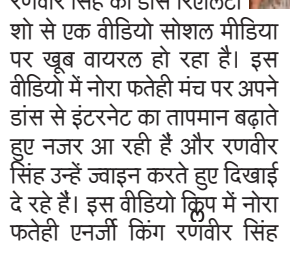 रणवीर सिंह का डांस रिएलिटी
शो से एक वीडियो सोशल मीडिया
पर खूब वायरल हो रहा है। इस
वीडियो में नोरा फतेही मंच पर अपने
डांस से इंटरनेट का तापमान बढ़ाते
हुए नजर आ रही हैं और रणवीर
सिंह उन्हें ज्वाइन करते हुए दिखाई
दे रहे हैं। इस वीडियो क्लिप में नोरा
फतेही एनर्जी किंग रणवीर सिंह